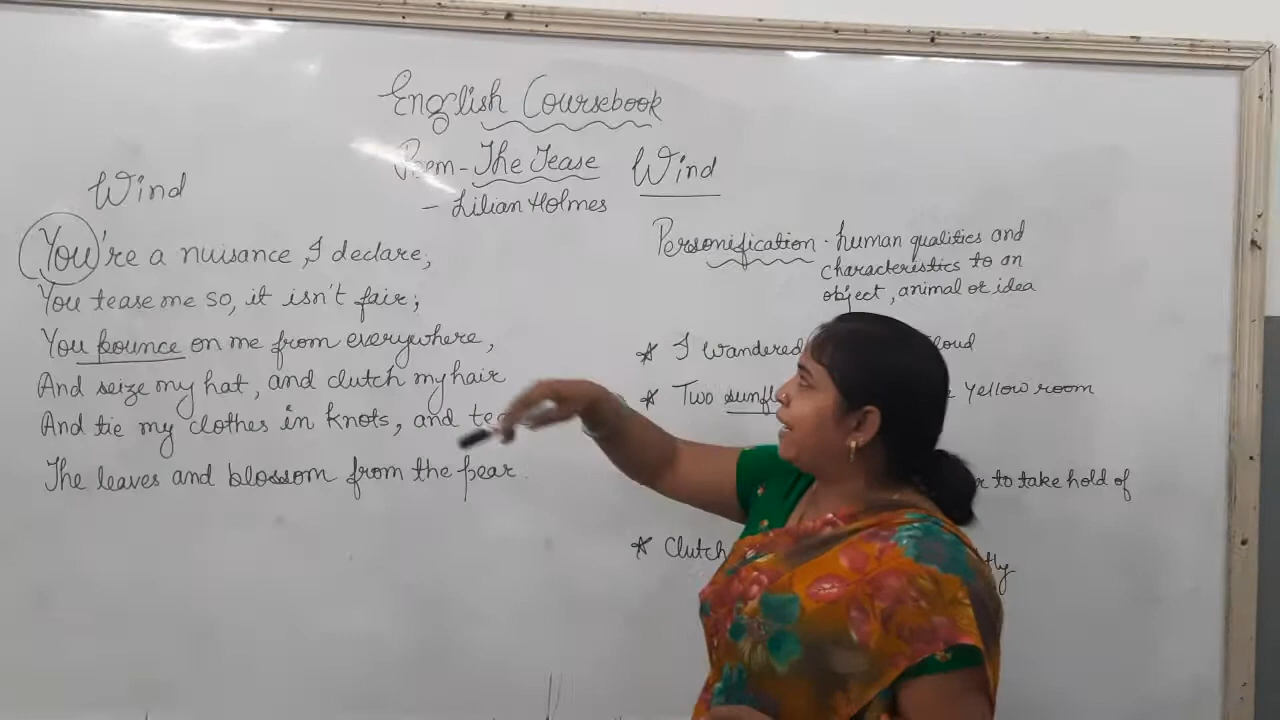 English Coursebook
Poem - The Tease Wind
- Lilian Holmes
Wind
You're a nuisance, I declare,
You tease me so, it isn't fair;
You pounce on me from everywhere,
And seize my hat, and clutch my hair
And tie my clothes in knots, and
The leaves and blossom from the pear
Personification - human qualities and
characteristics to an
object, animal or idea
* I wandered
* Two yellow room
to take hold of
* Clutch